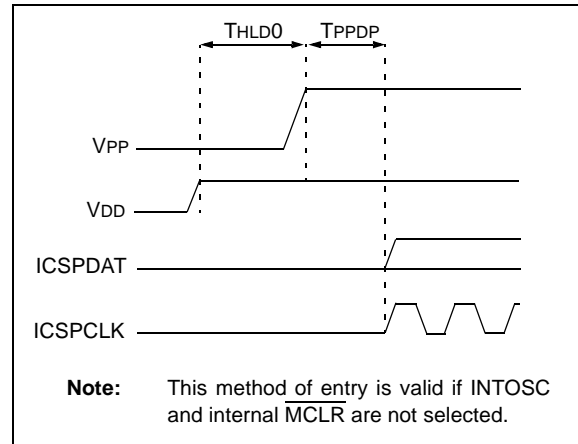 THLD0 TPPDP
VPP
VDD
ICSPDAT
ICSPCLK
Note: This method of entry is valid if INTOSC
and internal MCLR are not selected.